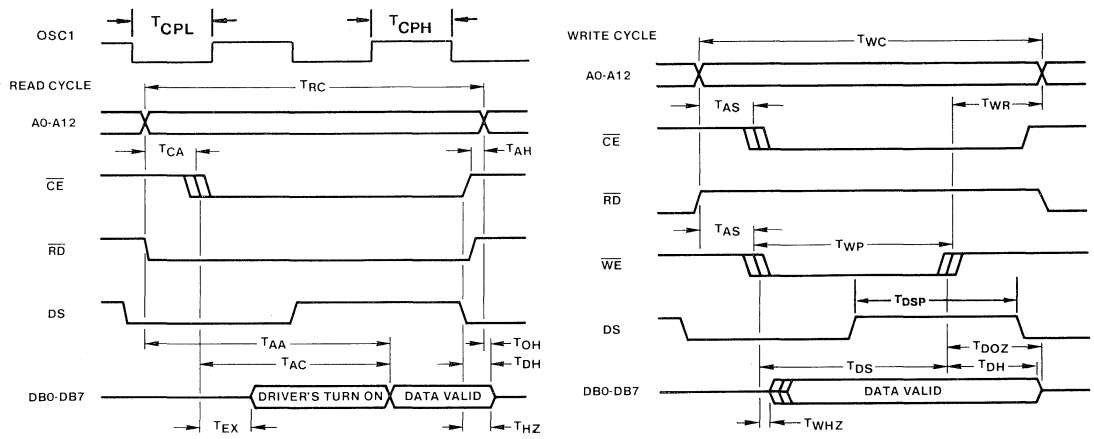 OSC1
TCPL
TCPH
READ CYCLE
TRC
A0-A12
TCA
TAH
CE
RD
DS
TAA
TOH
TAC
TDH
DB0-DB7
DRIVER'S TURN ON
DATA VALID
TEX
THZ
WRITE CYCLE
TWC
A0-A12
TAS
TWR
CE
RD
TAS
TWP
WE
TDSP
DS
TDOZ
TDS
TDH
DB0-DB7
DATA VALID
TWHZ